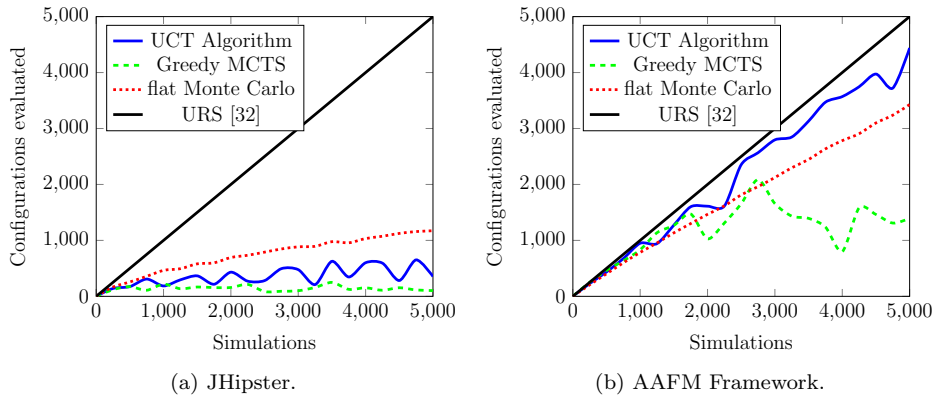 5,000
4,000
3,000
2,000
1,000
0
Configurations evaluated
UCT Algorithm
Greedy MCTS
flat Monte Carlo
URS [32]
0 1,000 2,000 3,000 4,000 5,000
Simulations
(a) JHipster.
5,000
4,000
3,000
2,000
1,000
0
Configurations evaluated
UCT Algorithm
Greedy MCTS
flat Monte Carlo
URS [32]
0 1,000 2,000 3,000 4,000 5,000
Simulations
(b) AAFM Framework.